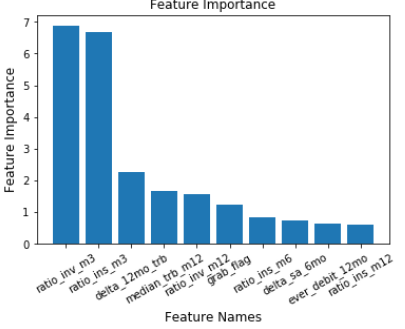 Feature Importance
7
6
5
4
3
2
1
0
Feature Importance
ratio_inv_m3
ratio_ins_m3
delta_12mo_trb
median_trb_m12
ratio_inv_m12
grab_flag
ratio_ins_m6
delta_sa_6mo
ever_debit_12mo
ratio_ins_m12
Feature Names